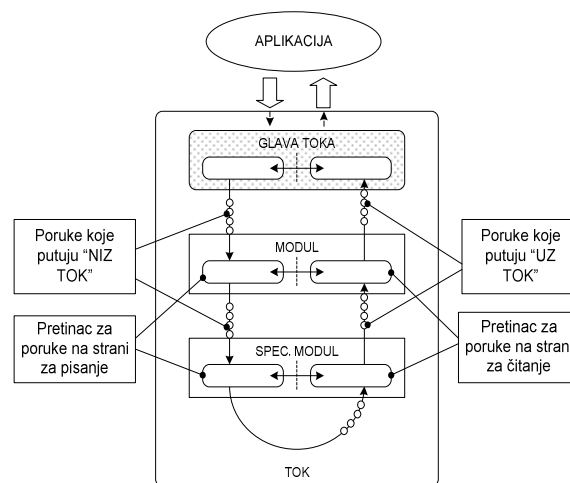 APLIKACIJA
GLAVA TOKA
Poruke koje
putuju “NIZ
TOK”
MODUL
Poruke koje
putuju “UZ
TOK”
Pretinac za
poruke na strani
za pisanje
SPEC. MODUL
Pretinac za
poruke na strani
za čitanje
TOK